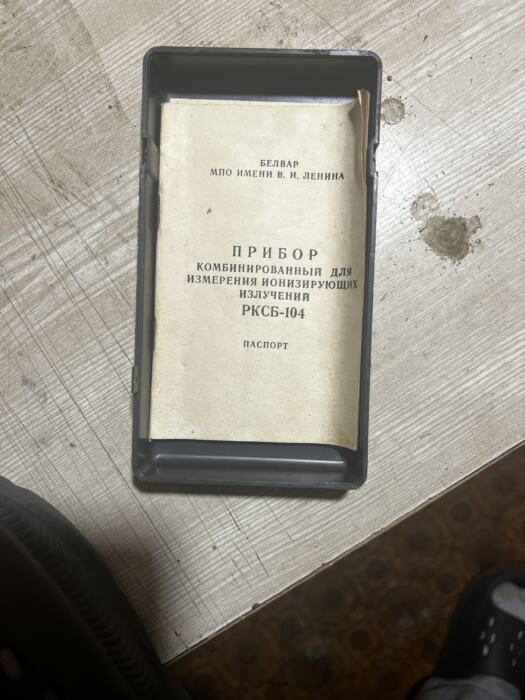 БЕЛВАР
МПО ИМЕНИ В. И. ЛЕНИНА
ПРИБОР
КОМБИНИРОВАННЫЙ ДЛЯ
ИЗМЕРЕНИЯ ИОНИЗИРУЮЩИХ
ИЗЛУЧЕНИЙ
РКСБ-104
ПАСПОРТ